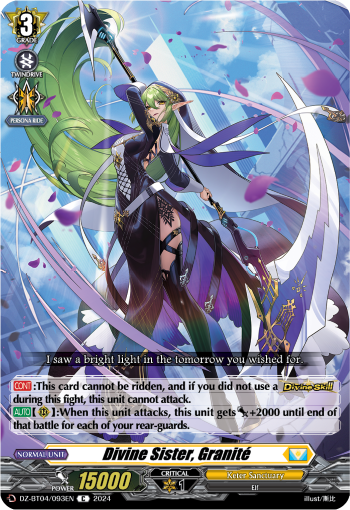 3
GRADE
TWINDRIVE
PERSONA RIDE
I saw a bright light in the tomorrow you wished for.
CONT:This card cannot be ridden, and if you did not use a Divine Skill
during this fight, this unit cannot attack.
AUTO【(R)】:When this unit attacks, this unit gets +2000 until end of
that battle for each of your rear-guards.
NORMAL UNIT
Divine Sister, Granité
POWER 15000
CRITICAL
1
Keter Sanctuary
Elf
DZ-BT04/093EN C 2024
illust/潮比